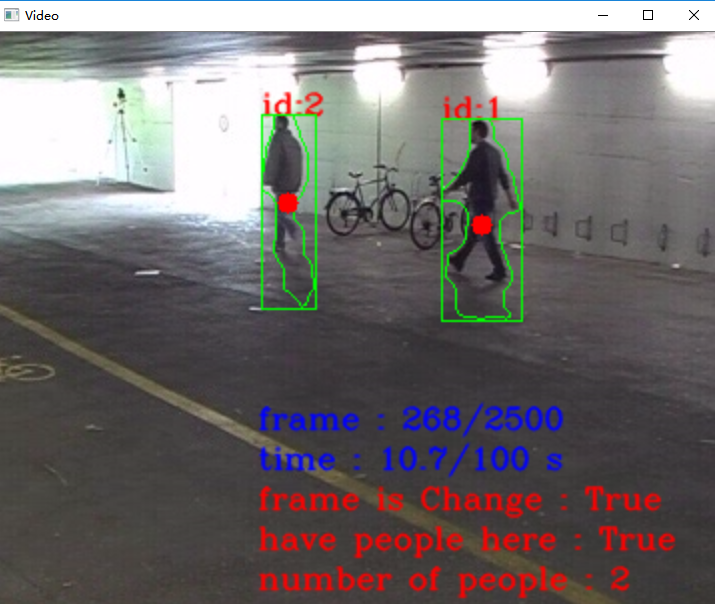 Video
id:2
id:1
frame : 268/2500
time : 10.7/100 s
frame is Change : True
have people here : True
number of people : 2